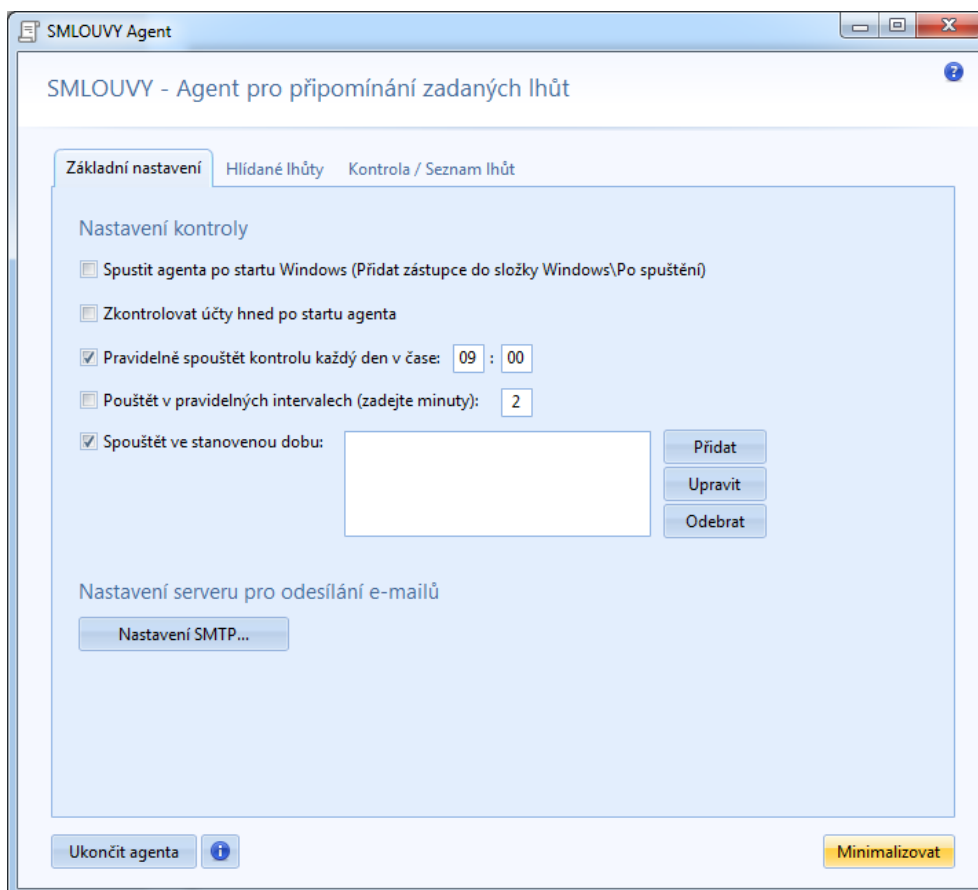 SMLOUVY Agent
SMLOUVY - Agent pro připomínání zadaných lhůt
Základní nastavení Hlídané lhůty Kontrola / Seznam lhůt
Nastavení kontroly
Spustit agenta po startu Windows (Přidat zástupce do složky Windows\Po spuštění)
Zkontrolovat účty hned po startu agenta
Pravidelně spouštět kontrolu každý den v čase: 09 : 00
Pouštět v pravidelných intervalech (zadejte minuty): 2
Spouštět ve stanovenou dobu:
Přidat
Upravit
Odebrat
Nastavení serveru pro odesílání e-mailů
Nastavení SMTP...
Ukončit agenta
Minimalizovat